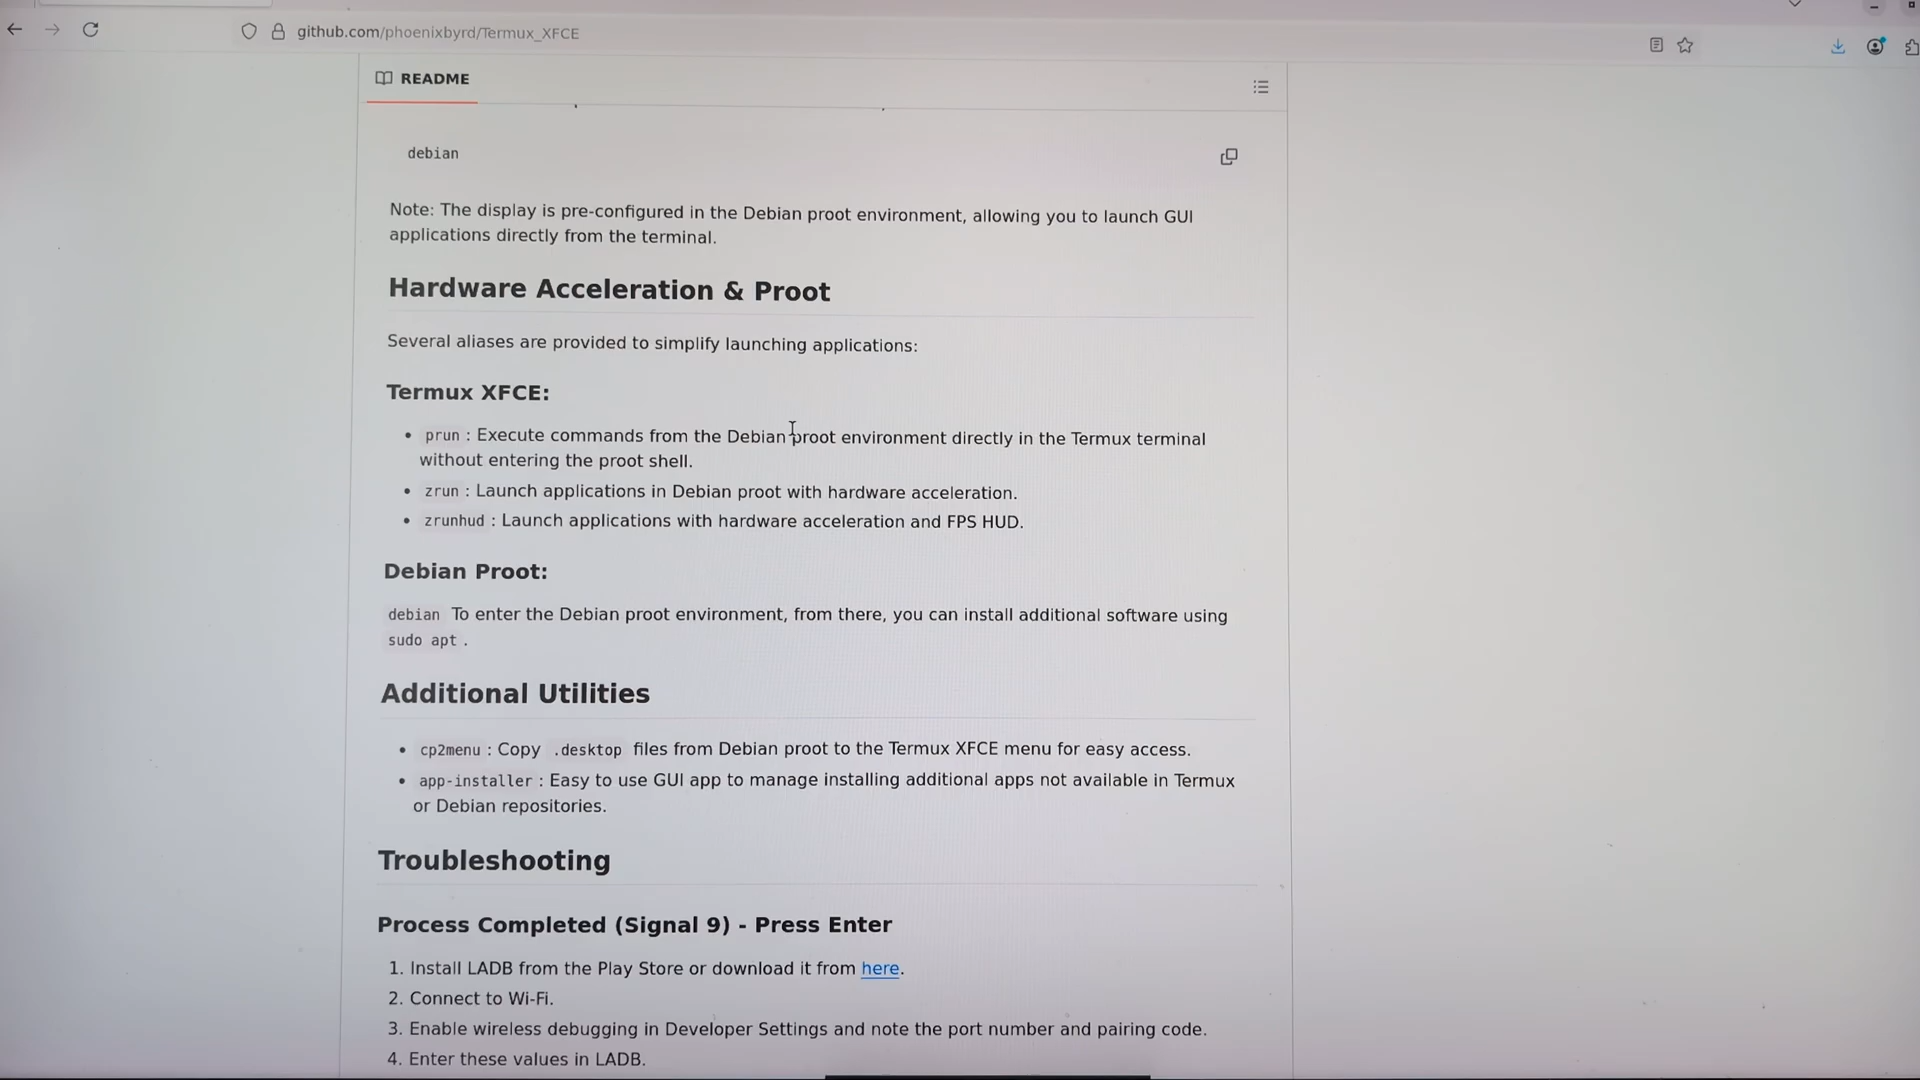 github.com/phoenixbyrd/Termux_XFCE
README
debian
Note: The display is pre-configured in the Debian proot environment, allowing you to launch GUI
applications directly from the terminal.
Hardware Acceleration & Proot
Several aliases are provided to simplify launching applications:
Termux XFCE:
• prun : Execute commands from the Debian proot environment directly in the Termux terminal
without entering the proot shell.
• zrun : Launch applications in Debian proot with hardware acceleration.
• zrunhud : Launch applications with hardware acceleration and FPS HUD.
Debian Proot:
debian To enter the Debian proot environment, from there, you can install additional software using
sudo apt .
Additional Utilities
• cp2menu : Copy .desktop files from Debian proot to the Termux XFCE menu for easy access.
• app-installer : Easy to use GUI app to manage installing additional apps not available in Termux
or Debian repositories.
Troubleshooting
Process Completed (Signal 9) - Press Enter
1. Install LADB from the Play Store or download it from here.
2. Connect to Wi-Fi.
3. Enable wireless debugging in Developer Settings and note the port number and pairing code.
4. Enter these values in LADB.